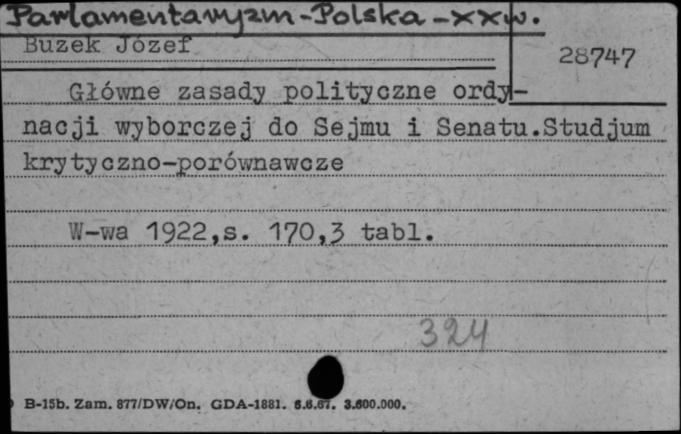 Parlamentaryzm-Polska-XXw.
Buzek Józef
28747
Główne zasady polityczne ordy-
nacji wyborczej do Sejmu i Senatu.Studjum
krytyczno-porównawcze
W-wa 1922,s. 170,3 tabl.
324
B-15b. Zam. 877/DW/On. GDA-1881. 6.6.67. 3.600.000.